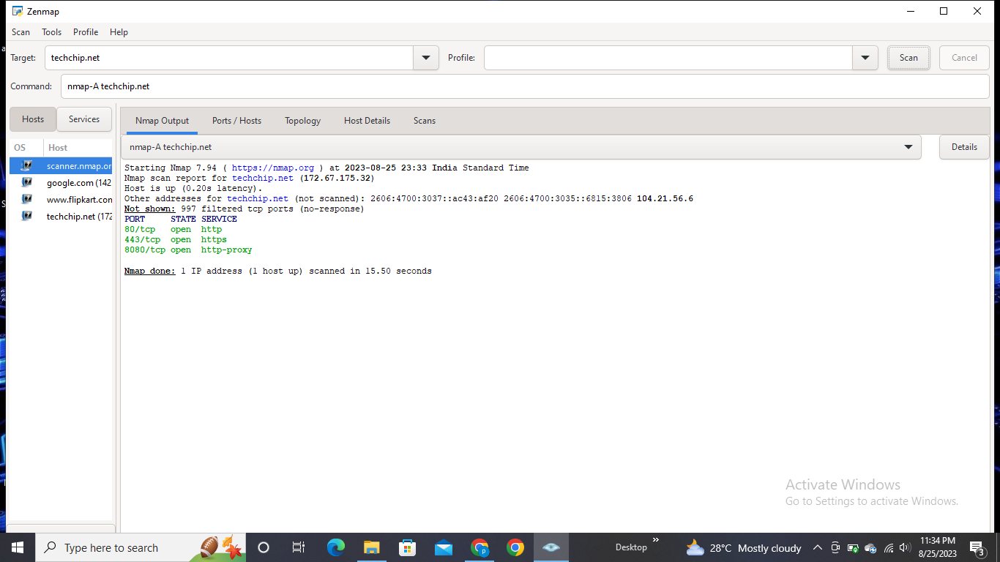 Zenmap
Scan Tools Profile Help
Target: techchip.net Profile: Scan Cancel
Command: nmap-A techchip.net
Hosts Services
OS Host
scanner.nmap.or
google.com (142
www.flipkart.con
techchip.net (172
Nmap Output Ports / Hosts Topology Host Details Scans
nmap-A techchip.net Details
Starting Nmap 7.94 ( https://nmap.org ) at 2023-08-25 23:33 India Standard Time
Nmap scan report for techchip.net (172.67.175.32)
Host is up (0.20s latency).
Other addresses for techchip.net (not scanned): 2606:4700:3037::ac43:af20 2606:4700:3035::6815:3806 104.21.56.6
Not shown: 997 filtered tcp ports (no-response)
PORT STATE SERVICE
80/tcp open http
443/tcp open https
8080/tcp open http-proxy
Nmap done: 1 IP address (1 host up) scanned in 15.50 seconds
Activate Windows
Go to Settings to activate Windows.
Type here to search
Desktop
28°C Mostly cloudy
11:34 PM
8/25/2023
3